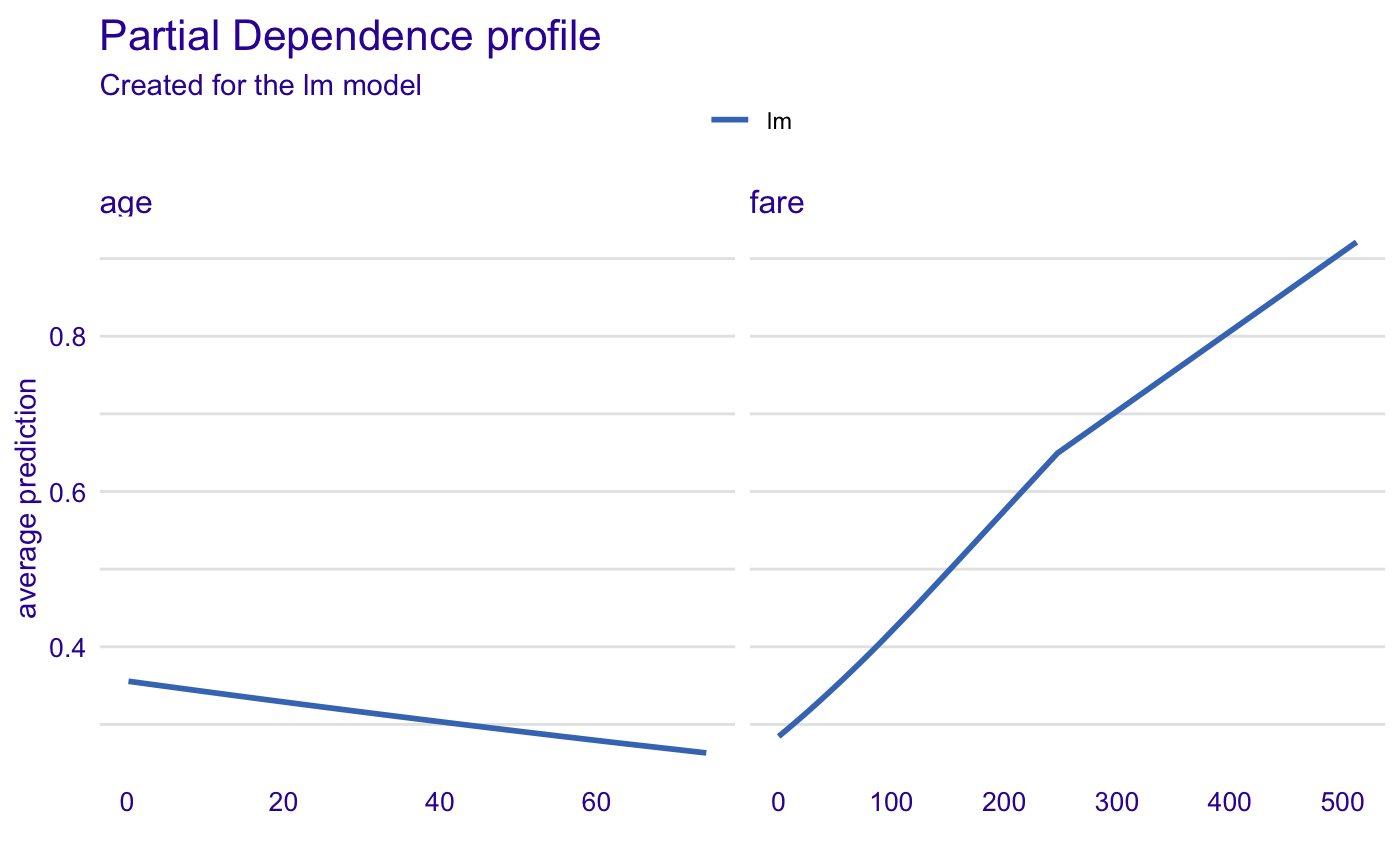 Partial Dependence profile
Created for the lm model
lm
age
fare
average prediction
0.8
0.6
0.4
0 20 40 60
0 100 200 300 400 500